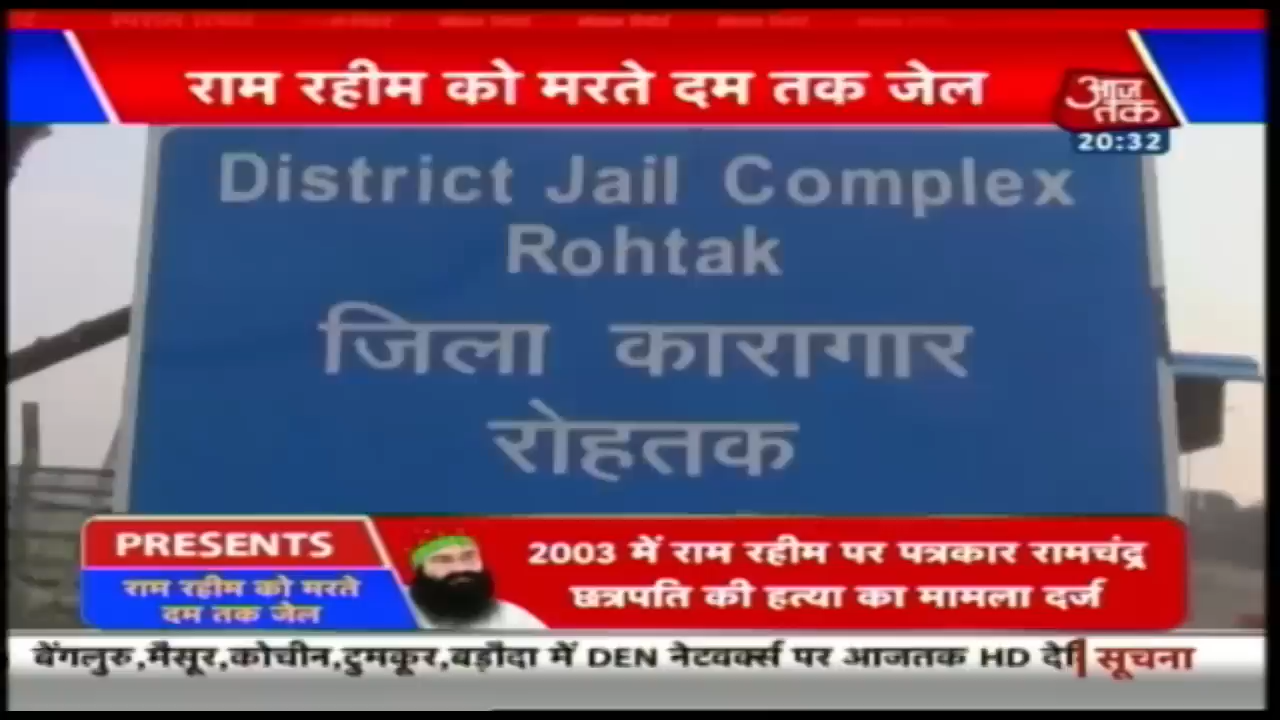 राम रहीम को मरते दम तक जेल
आज
तक
20:32
District Jail Complex
Rohtak
जिला कारागार
रोहतक
PRESENTS
राम रहीम को मरते
दम तक जेल
2003 में राम रहीम पर पत्रकार रामचंद्र
छत्रपति की हत्या का मामला दर्ज
बेंगलुरु,मैसूर,कोचीन,टुमकूर,बड़ौदा में DEN नेटवर्क्स पर आजतक HD
सूचना